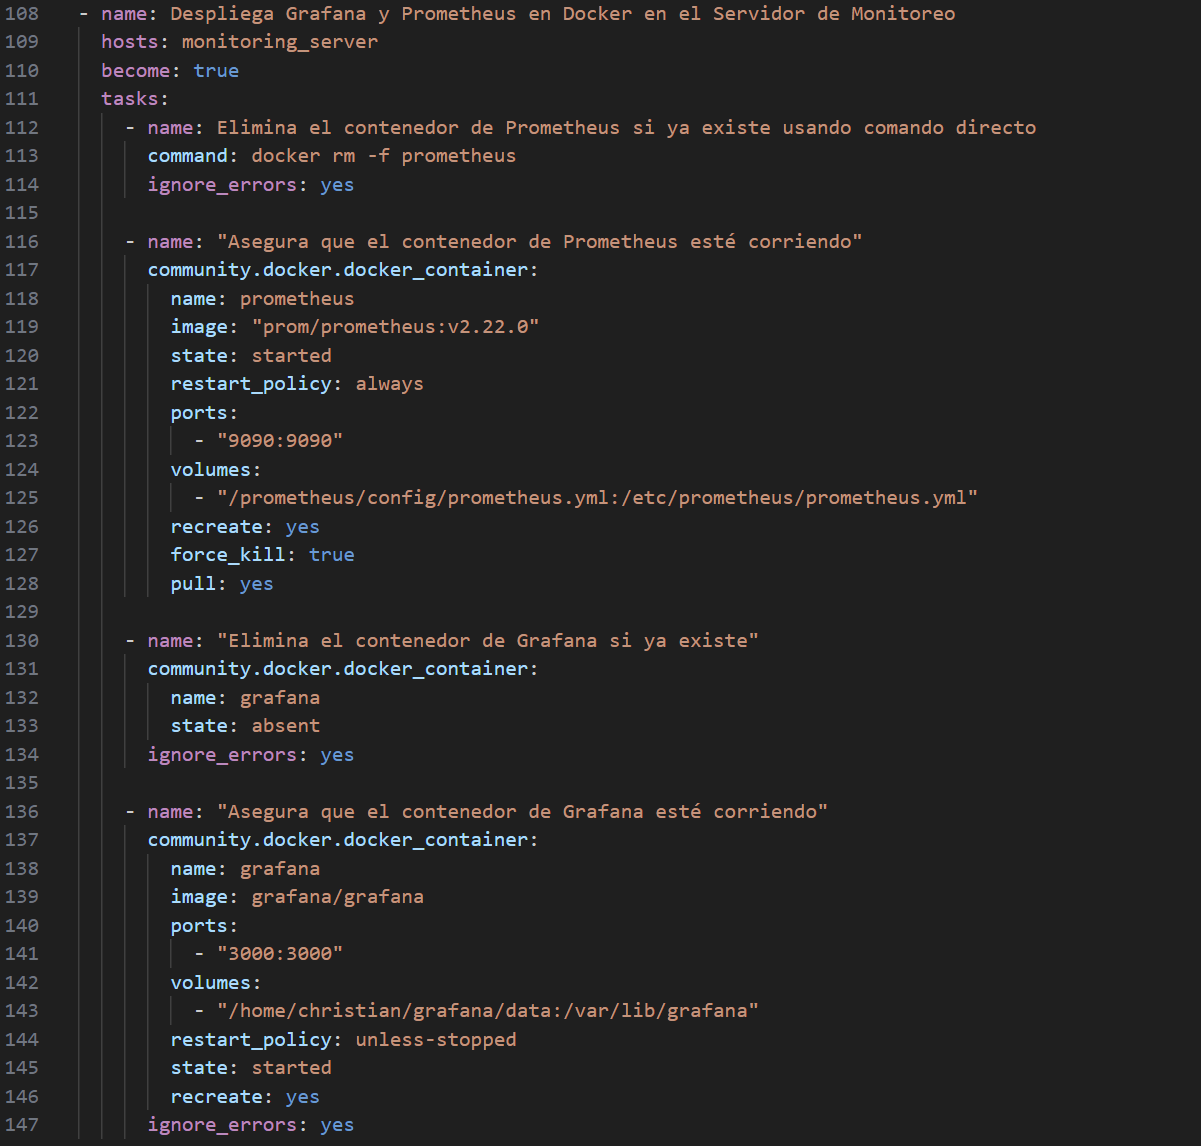 108 - name: Despliega Grafana y Prometheus en Docker en el Servidor de Monitoreo
109 hosts: monitoring_server
110 become: true
111 tasks:
112 - name: Elimina el contenedor de Prometheus si ya existe usando comando directo
113 command: docker rm -f prometheus
114 ignore_errors: yes
115
116 - name: "Asegura que el contenedor de Prometheus esté corriendo"
117 community.docker.docker_container:
118 name: prometheus
119 image: "prom/prometheus:v2.22.0"
120 state: started
121 restart_policy: always
122 ports:
123 - "9090:9090"
124 volumes:
125 - "/prometheus/config/prometheus.yml:/etc/prometheus/prometheus.yml"
126 recreate: yes
127 force_kill: true
128 pull: yes
129
130 - name: "Elimina el contenedor de Grafana si ya existe"
131 community.docker.docker_container:
132 name: grafana
133 state: absent
134 ignore_errors: yes
135
136 - name: "Asegura que el contenedor de Grafana esté corriendo"
137 community.docker.docker_container:
138 name: grafana
139 image: grafana/grafana
140 ports:
141 - "3000:3000"
142 volumes:
143 - "/home/christian/grafana/data:/var/lib/grafana"
144 restart_policy: unless-stopped
145 state: started
146 recreate: yes
147 ignore_errors: yes